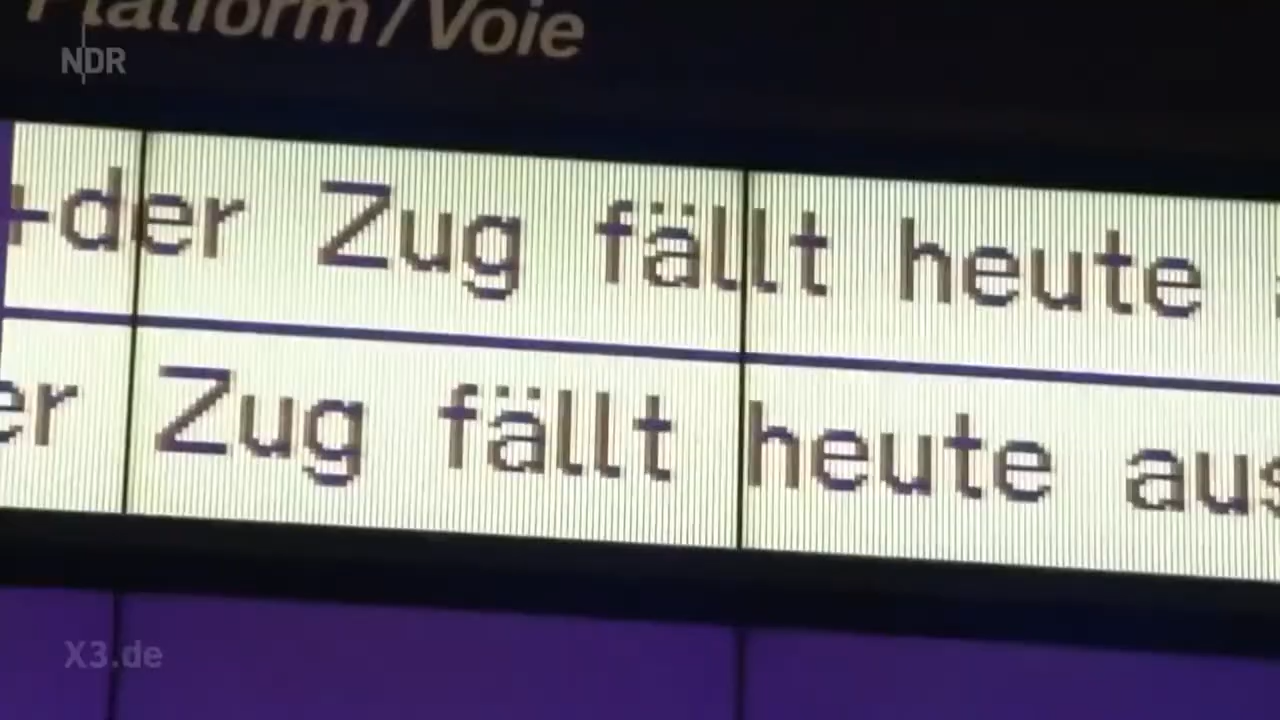 Platform/Voie
NDR
+der Zug fällt heute
er Zug fällt heute aus
X3.de